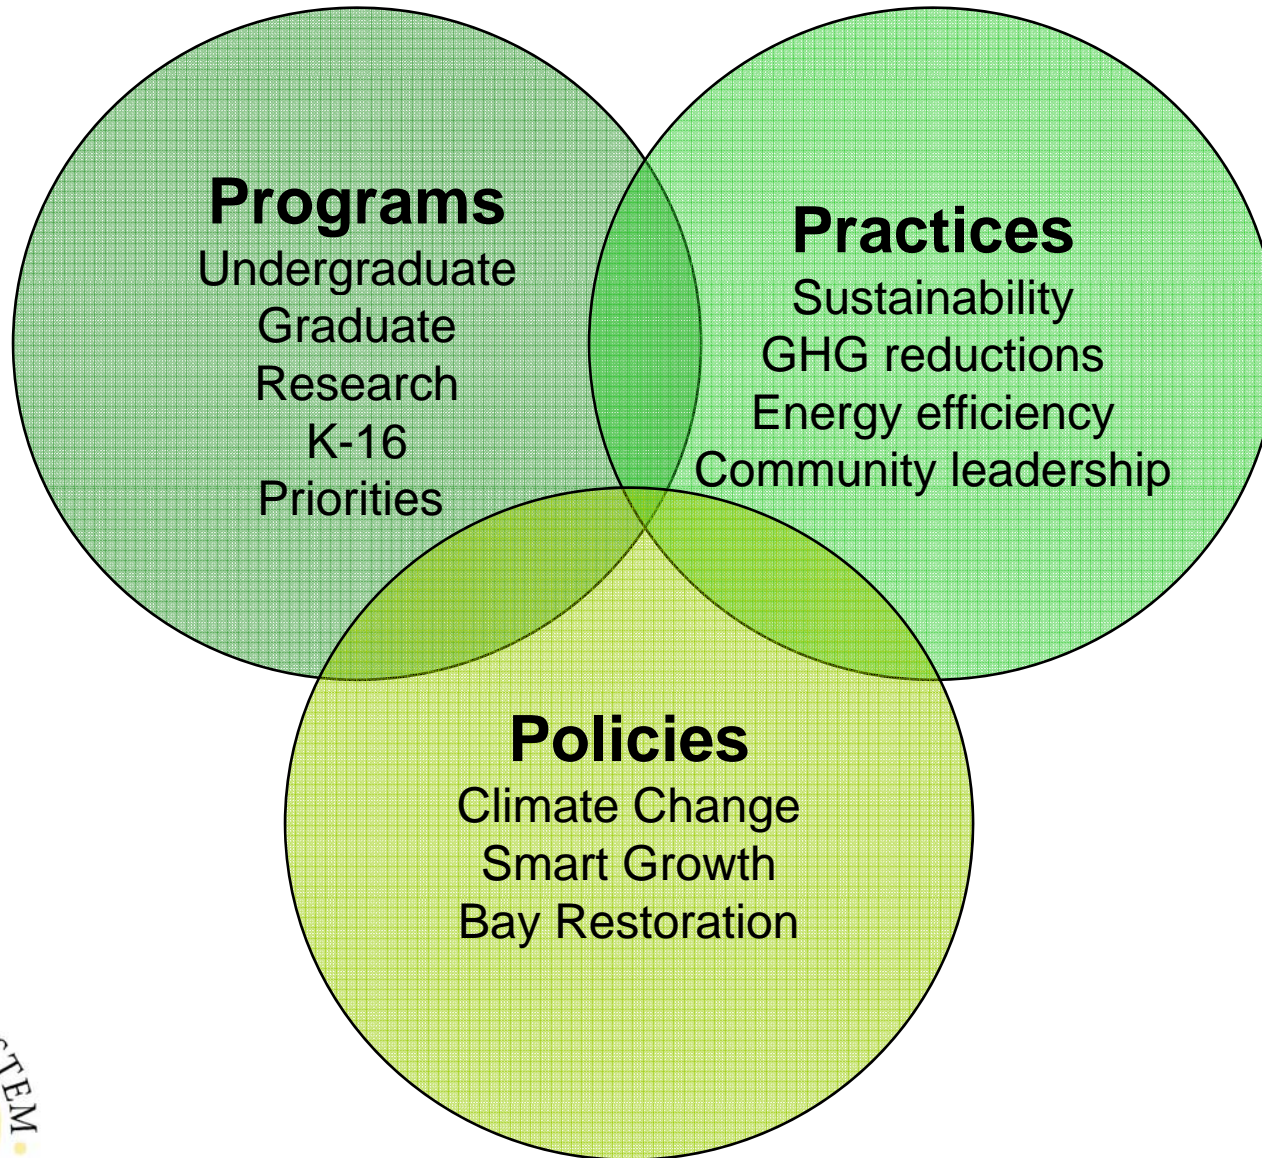 Programs
Undergraduate
Graduate
Research
K-16
Priorities
Practices
Sustainability
GHG reductions
Energy efficiency
Community leadership
Policies
Climate Change
Smart Growth
Bay Restoration